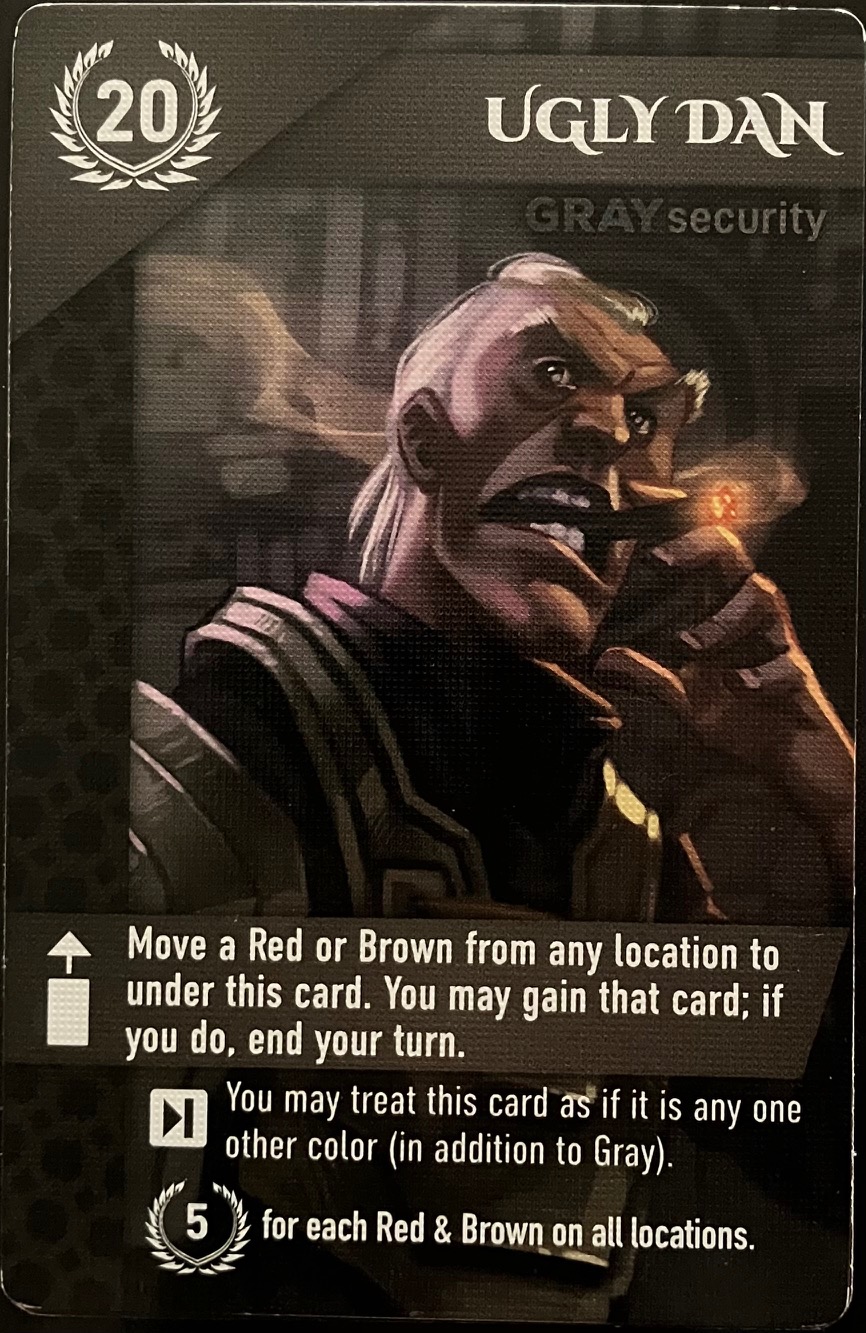 20
UGLY DAN
GRAY security
Move a Red or Brown from any location to
under this card. You may gain that card; if
you do, end your turn.
You may treat this card as if it is any one
other color (in addition to Gray).
5 for each Red & Brown on all locations.